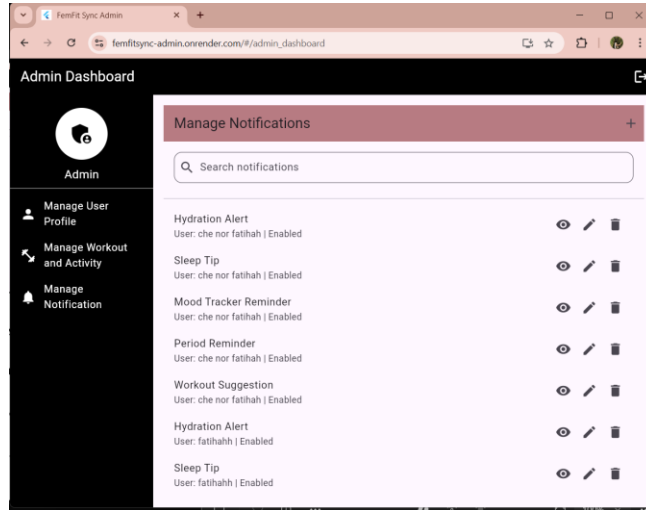 FemFit Sync Admin
femfitsync-admin.onrender.com/#/admin_dashboard
Admin Dashboard
Admin
Manage User
Profile
Manage Workout
and Activity
Manage
Notification
Manage Notifications
Search notifications
Hydration Alert
User: che nor fatihah | Enabled
Sleep Tip
User: che nor fatihah | Enabled
Mood Tracker Reminder
User: che nor fatihah | Enabled
Period Reminder
User: che nor fatihah | Enabled
Workout Suggestion
User: che nor fatihah | Enabled
Hydration Alert
User: fatihahh | Enabled
Sleep Tip
User: fatihahh | Enabled